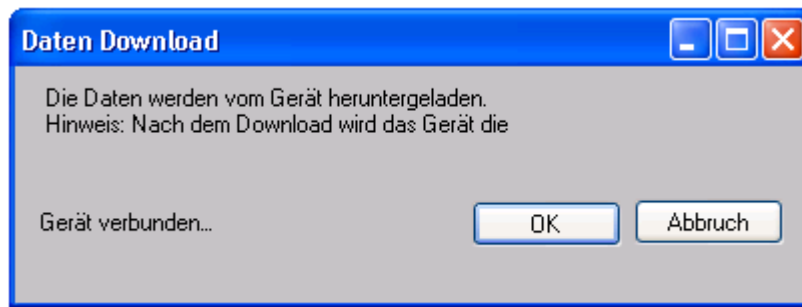 Daten Download
Die Daten werden vom Gerät heruntergeladen.
Hinweis: Nach dem Download wird das Gerät die
Gerät verbunden...
OK
Abbruch